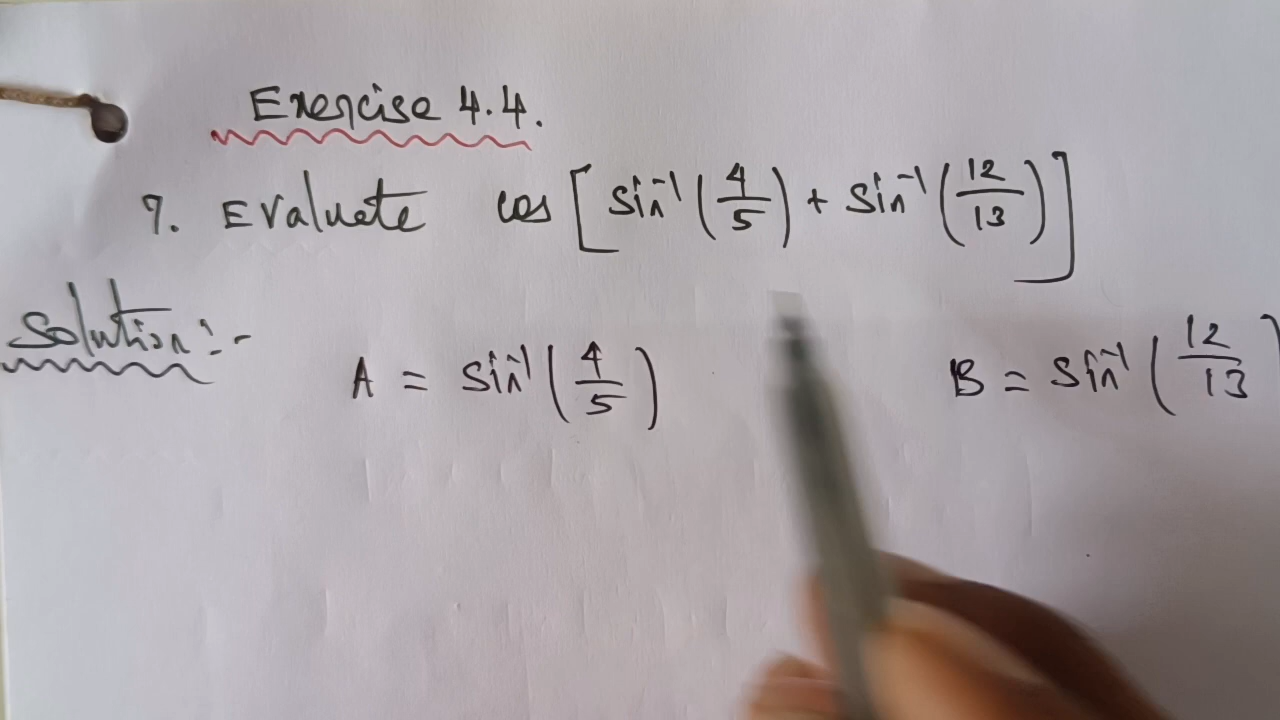 Exercise 4.4.
7. Evaluate cos [ sin⁻¹ (4/5) + sin⁻¹ (12/13) ]
Solution:-
A = sin⁻¹ (4/5) B = sin⁻¹ (12/13)